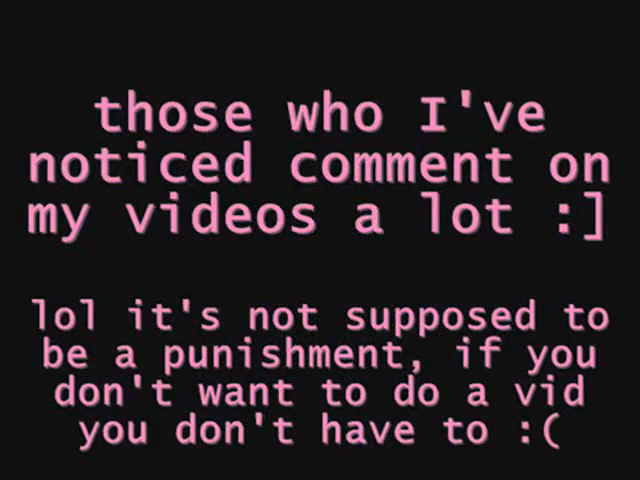 those who I've
noticed comment on
my videos a lot :]
lol it's not supposed to
be a punishment, if you
don't want to do a vid
you don't have to :(